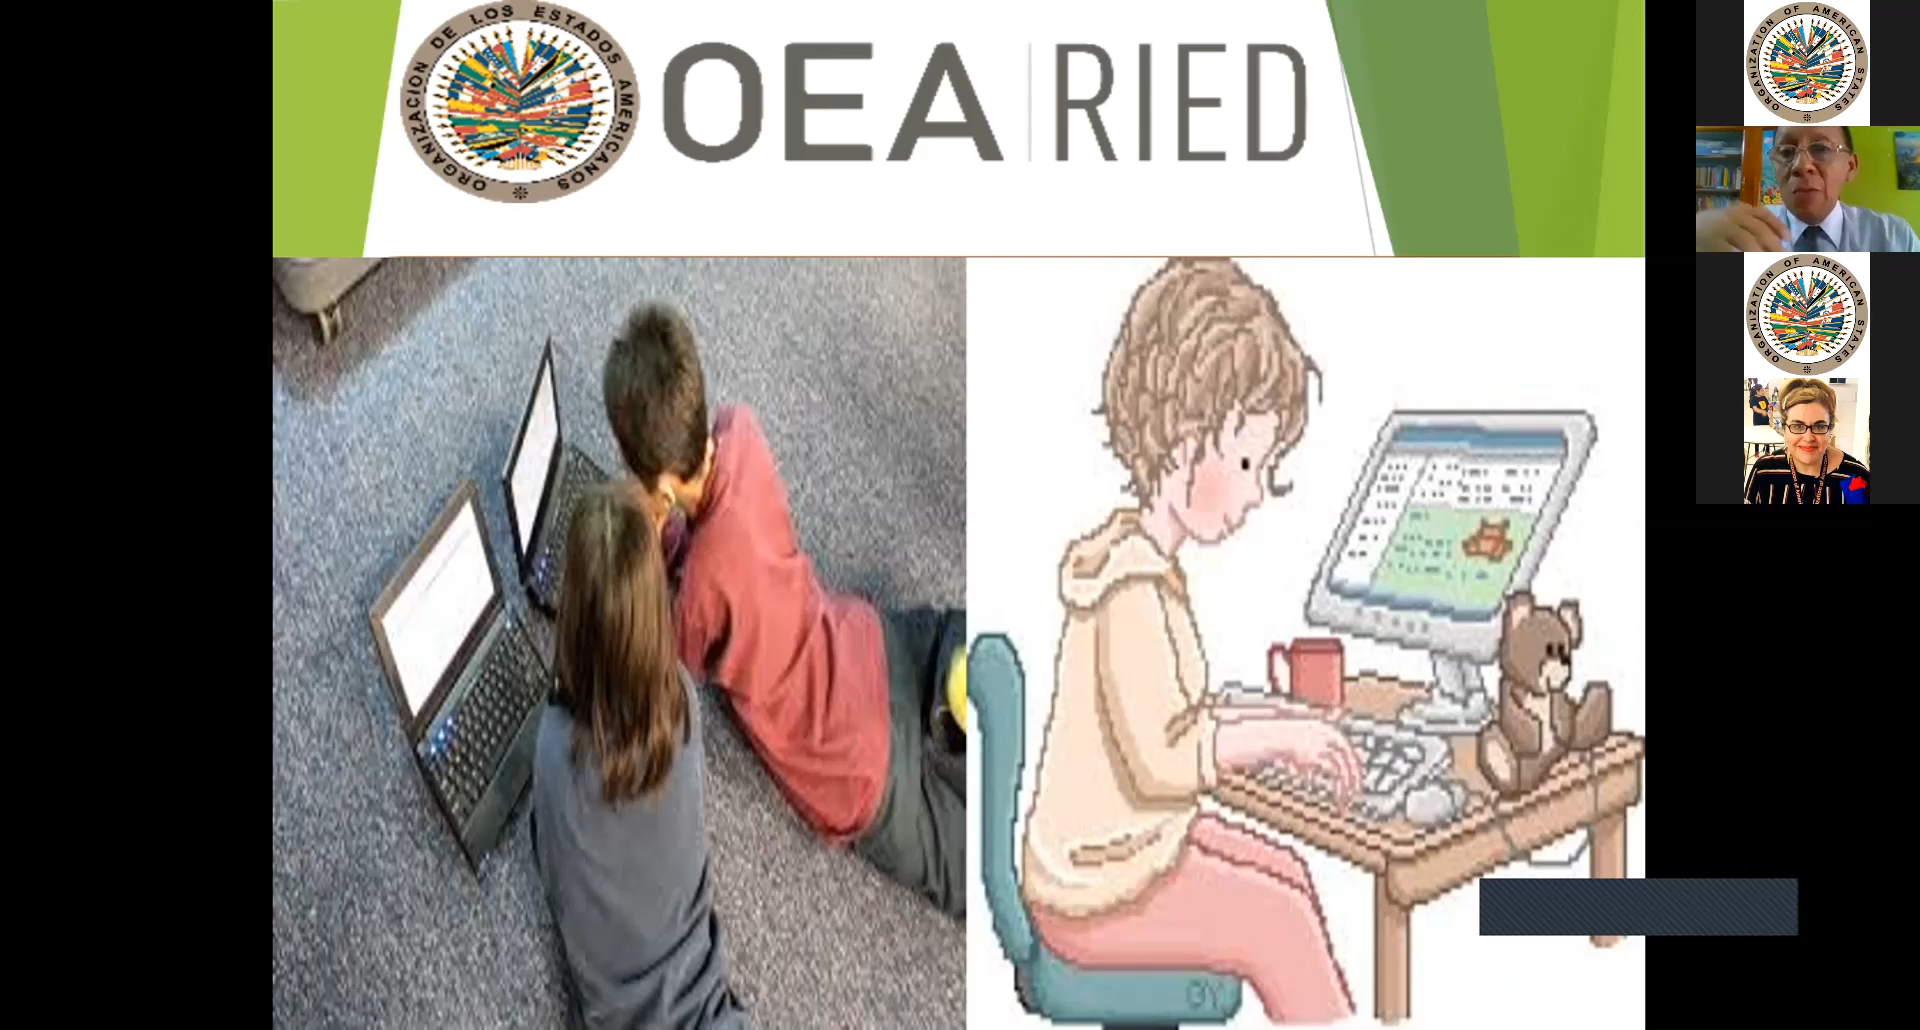 ORGANIZACION DE LOS ESTADOS AMERICANOS
OEA RIED
ORGANIZATION OF AMERICAN STATES
ORGANIZATION OF AMERICAN STATES